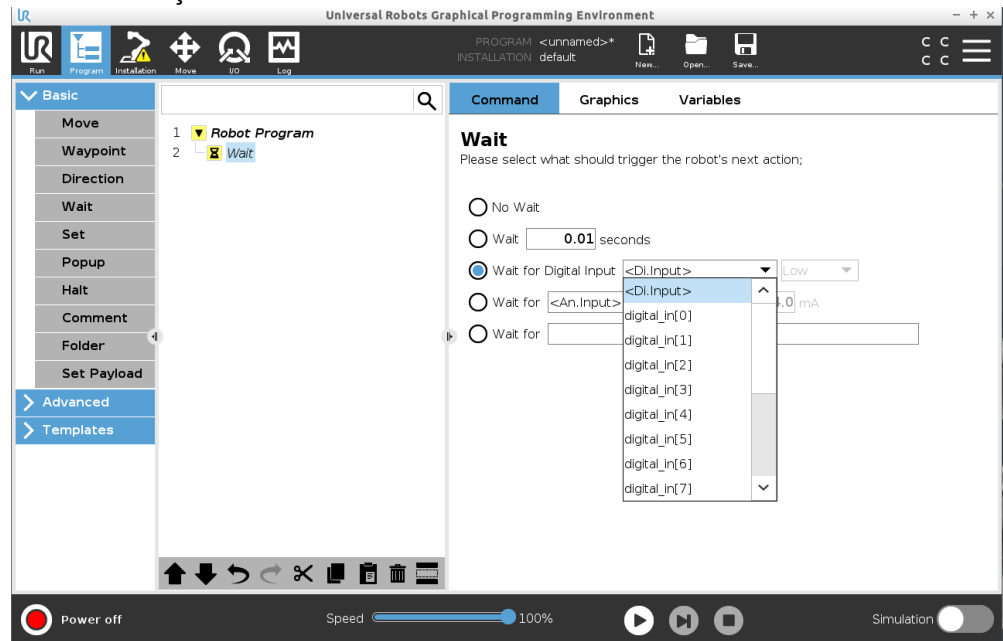 UR Universal Robots Graphical Programming Environment - + ×
UR
PROGRAM <unnamed>*
INSTALLATION default
Run Program Installation Move I/O Log New... Open... Save...
C C
C C
Basic
Command Graphics Variables
Move
Waypoint
Direction
Wait
Set
Popup
Halt
Comment
Folder
Set Payload
Advanced
Templates
1 Robot Program
2 Wait
Wait
Please select what should trigger the robot's next action;
No Wait
Wait 0.01 seconds
Wait for Digital Input <Di.Input> Low
Wait for <An.Input> .0 mA
Wait for
<Di.Input>
digital_in[0]
digital_in[1]
digital_in[2]
digital_in[3]
digital_in[4]
digital_in[5]
digital_in[6]
digital_in[7]
Power off Speed 100% Simulation